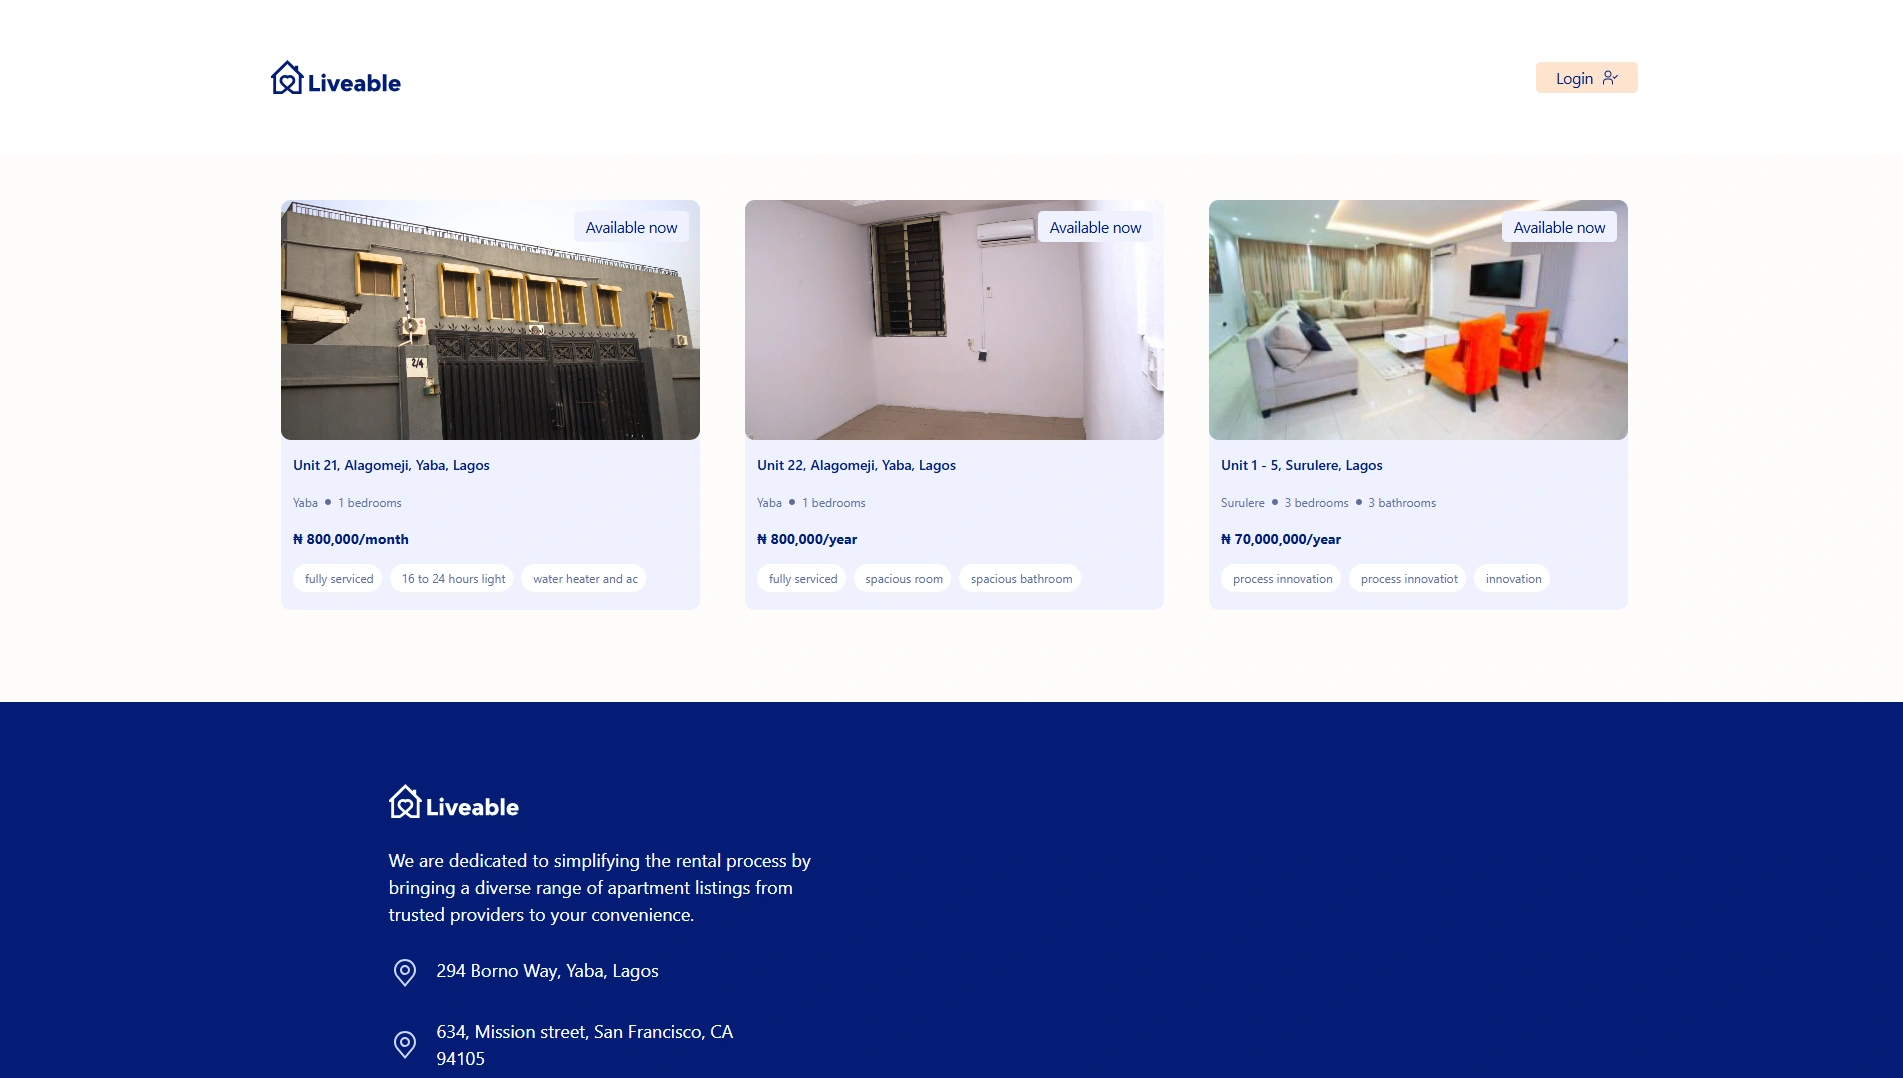 Liveable
Login
Available now
Available now
Available now
2/4
Unit 21, Alagomeji, Yaba, Lagos
Yaba • 1 bedrooms
₦ 800,000/month
fully serviced
16 to 24 hours light
water heater and ac
Unit 22, Alagomeji, Yaba, Lagos
Yaba • 1 bedrooms
₦ 800,000/year
fully serviced
spacious room
spacious bathroom
Unit 1 - 5, Surulere, Lagos
Surulere • 3 bedrooms • 3 bathrooms
₦ 70,000,000/year
process innovation
process innovatiot
innovation
Liveable
We are dedicated to simplifying the rental process by
bringing a diverse range of apartment listings from
trusted providers to your convenience.
294 Borno Way, Yaba, Lagos
634, Mission street, San Francisco, CA
94105